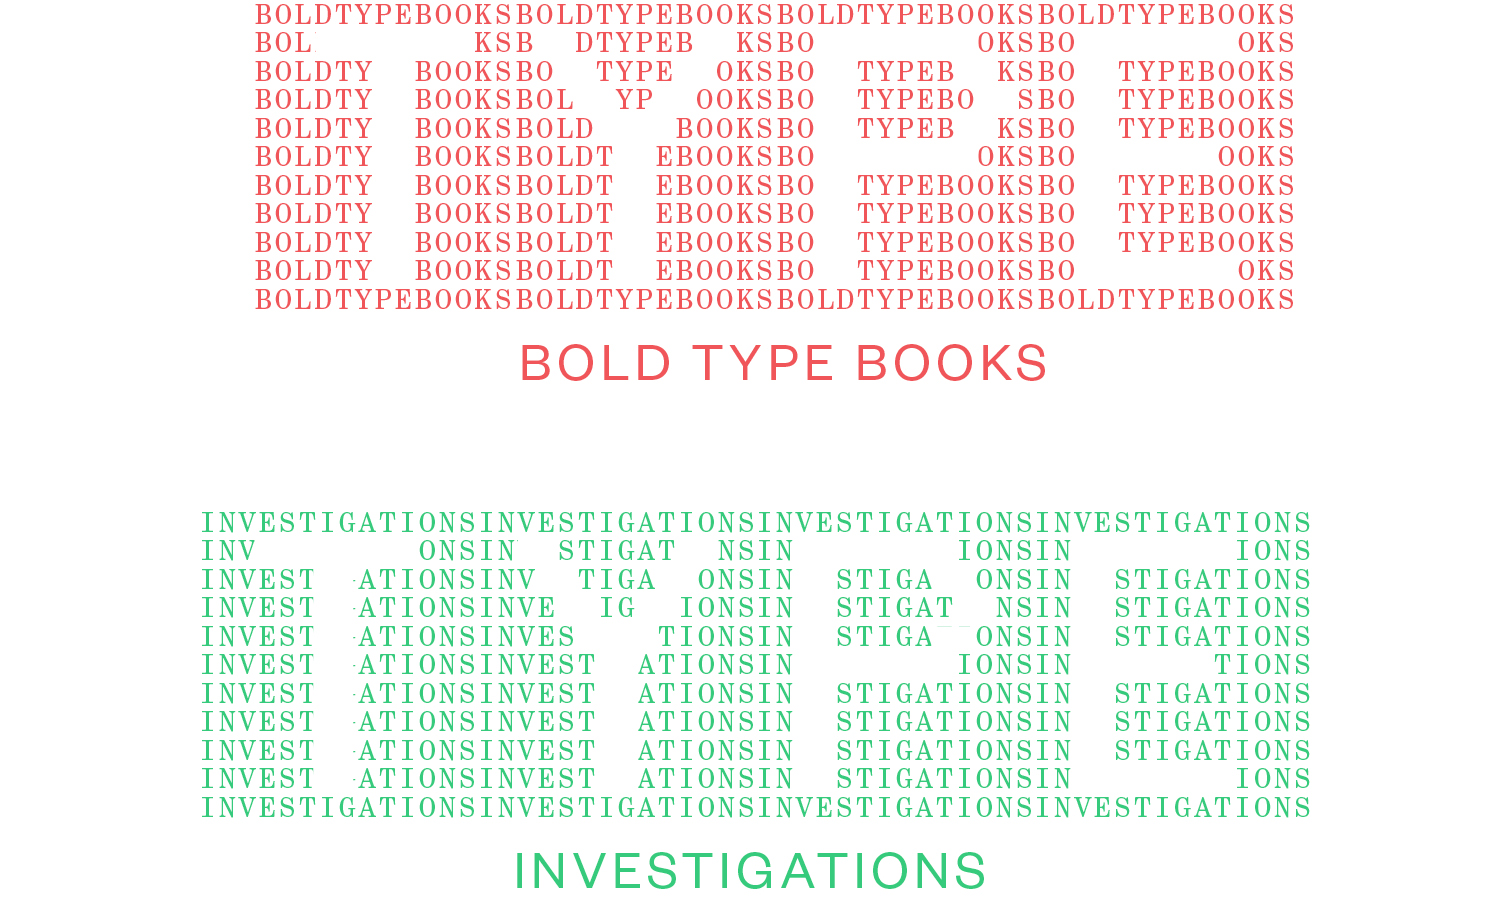 BOLDTYPEBOOKSBOLDTYPEBOOKSBOLDTYPEBOOKSBOLDTYPEBOOKS
BOL KSB DTYPEB KSBO OKSBO OKS
BOLDTY BOOKSBO TYPE OKSBO TYPEB KSBO TYPEBOOKS
BOLDTY BOOKSBOL YP OOKSBO TYPEBO SBO TYPEBOOKS
BOLDTY BOOKSBOLD BOOKSBO TYPEB KSBO TYPEBOOKS
BOLDTY BOOKSBOLDT EBOOKSBO OKSBO OOKS
BOLDTY BOOKSBOLDT EBOOKSBO TYPEBOOKSBO TYPEBOOKS
BOLDTY BOOKSBOLDT EBOOKSBO TYPEBOOKSBO TYPEBOOKS
BOLDTY BOOKSBOLDT EBOOKSBO TYPEBOOKSBO TYPEBOOKS
BOLDTY BOOKSBOLDT EBOOKSBO TYPEBOOKSBO OKS
BOLDTYPEBOOKSBOLDTYPEBOOKSBOLDTYPEBOOKSBOLDTYPEBOOKS
BOLD TYPE BOOKS
INVESTIGATIONSINVESTIGATIONSINVESTIGATIONSINVESTIGATIONS
INV ONSIN STIGAT NSIN IONSIN IONS
INVEST ATIONSINV TIGA ONSIN STIGA ONSIN STIGATIONS
INVEST ATIONSINVE IG IONSIN STIGAT NSIN STIGATIONS
INVEST ATIONSINVES TIONSIN STIGA ONSIN STIGATIONS
INVEST ATIONSINVEST ATIONSIN IONSIN TIONS
INVEST ATIONSINVEST ATIONSIN STIGATIONSIN STIGATIONS
INVEST ATIONSINVEST ATIONSIN STIGATIONSIN STIGATIONS
INVEST ATIONSINVEST ATIONSIN STIGATIONSIN STIGATIONS
INVEST ATIONSINVEST ATIONSIN STIGATIONSIN IONS
INVESTIGATIONSINVESTIGATIONSINVESTIGATIONSINVESTIGATIONS
INVESTIGATIONS